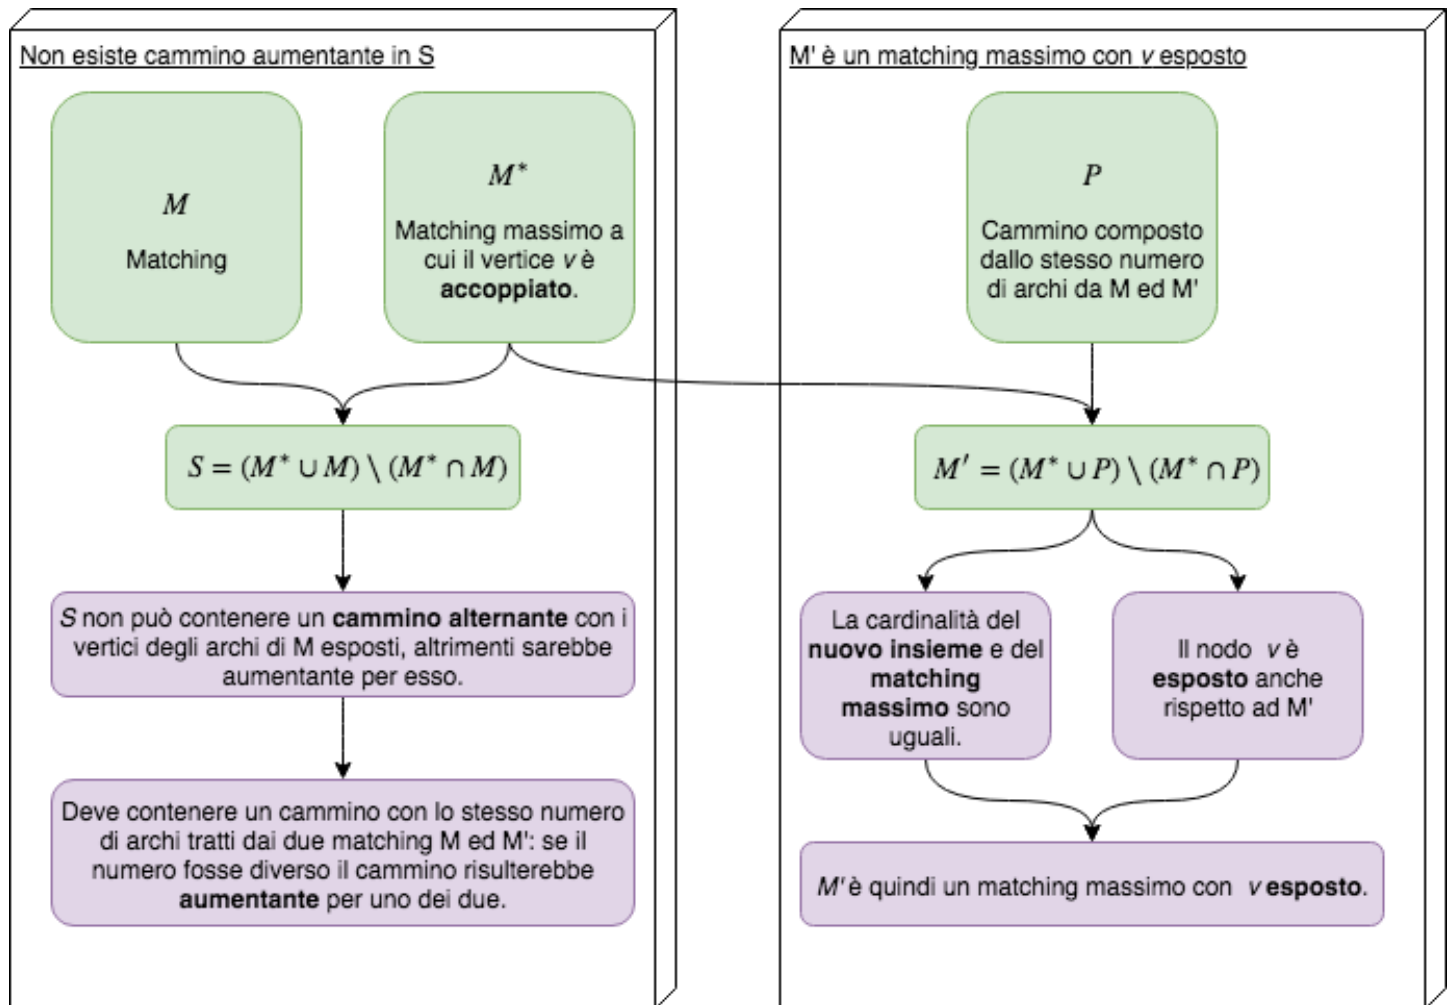 Non esiste cammino aumentante in S
M
Matching
M*
Matching massimo a
cui il vertice v è
accoppiato.
S = (M* ∪ M) \ (M* ∩ M)
S non può contenere un cammino alternante con i
vertici degli archi di M esposti, altrimenti sarebbe
aumentante per esso.
Deve contenere un cammino con lo stesso numero
di archi tratti dai due matching M ed M': se il
numero fosse diverso il cammino risulterebbe
aumentante per uno dei due.
M' è un matching massimo con v esposto
P
Cammino composto
dallo stesso numero
di archi da M ed M'
M′ = (M* ∪ P) \ (M* ∩ P)
La cardinalità del
nuovo insieme e del
matching
massimo sono
uguali.
Il nodo v è
esposto anche
rispetto ad M'
M' è quindi un matching massimo con v esposto.